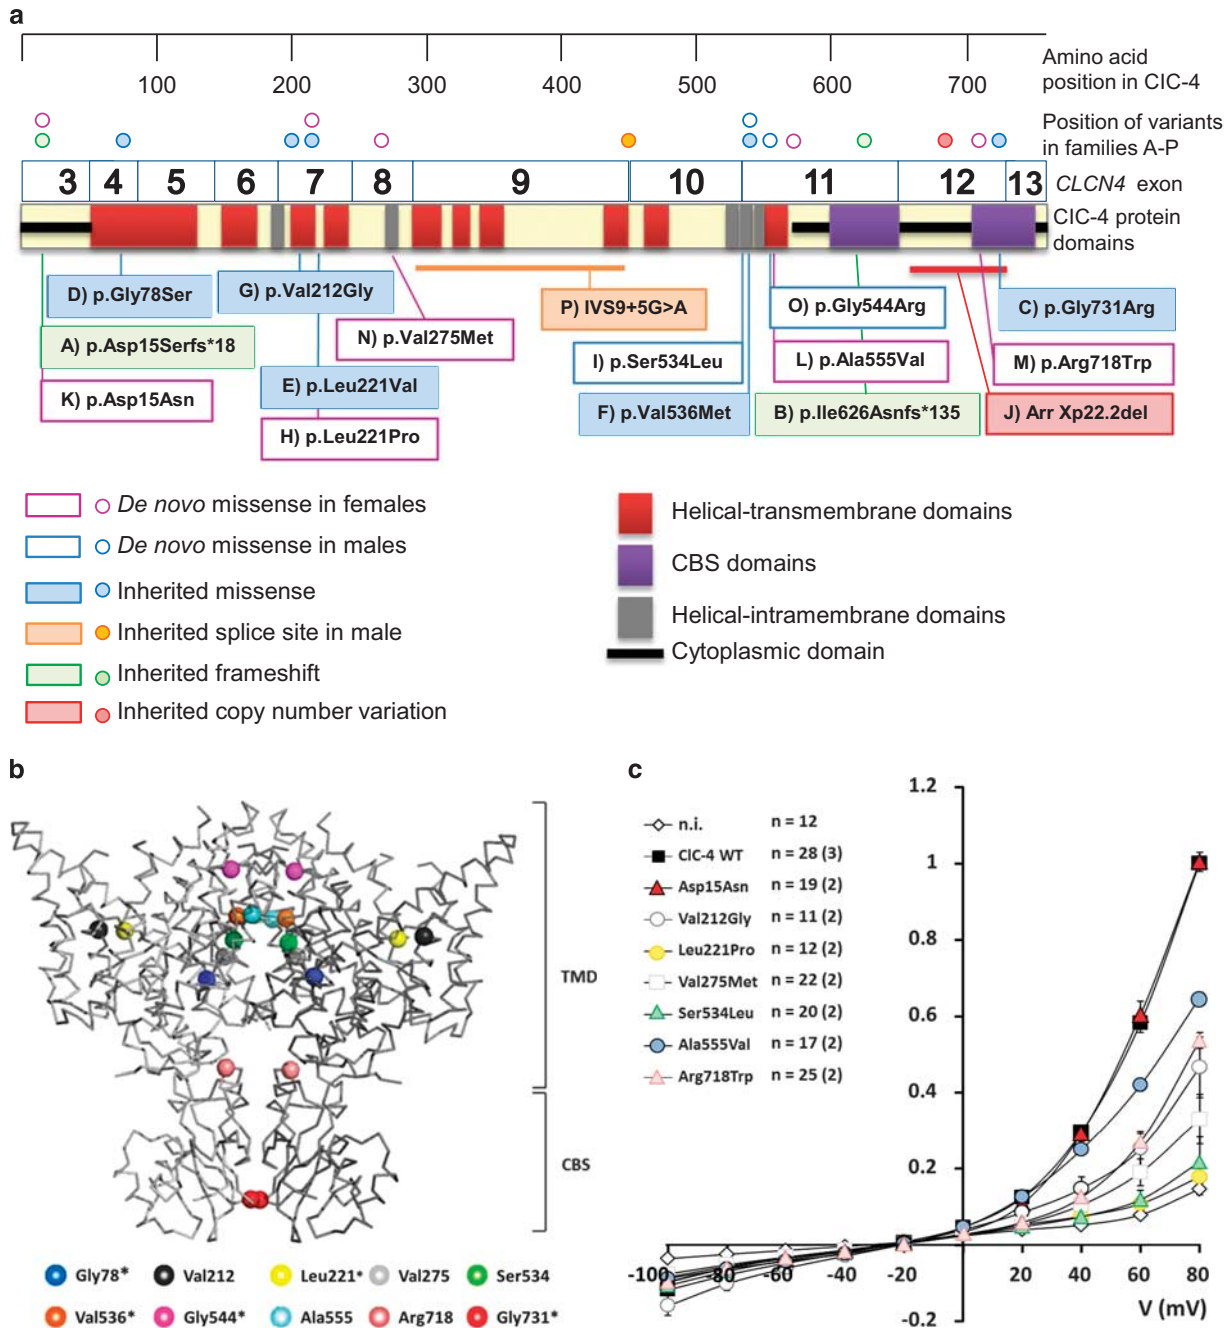 a
Amino acid
position in CIC-4
100 200 300 400 500 600 700
Position of variants
in families A-P
3 4 5 6 7 8 9 10 11 12 13
CLCN4 exon
CIC-4 protein
domains
D) p.Gly78Ser
G) p.Val212Gly
P) IVS9+5G>A
O) p.Gly544Arg
C) p.Gly731Arg
A) p.Asp15Serfs*18
N) p.Val275Met
I) p.Ser534Leu
L) p.Ala555Val
M) p.Arg718Trp
K) p.Asp15Asn
E) p.Leu221Val
F) p.Val536Met
B) p.Ile626Asnfs*135
J) Arr Xp22.2del
H) p.Leu221Pro
De novo missense in females
De novo missense in males
Inherited missense
Inherited splice site in male
Inherited frameshift
Inherited copy number variation
Helical-transmembrane domains
CBS domains
Helical-intramembrane domains
Cytoplasmic domain
b
TMD
CBS
Gly78* Val212 Leu221* Val275 Ser534
Val536* Gly544* Ala555 Arg718 Gly731*
c
n.i. n = 12
ClC-4 WT n = 28 (3)
Asp15Asn n = 19 (2)
Val212Gly n = 11 (2)
Leu221Pro n = 12 (2)
Val275Met n = 22 (2)
Ser534Leu n = 20 (2)
Ala555Val n = 17 (2)
Arg718Trp n = 25 (2)
1.2
1
0.8
0.6
0.4
0.2
-100 -80 -60 -40 -20 20 40 60 80
V (mV)
-0.2